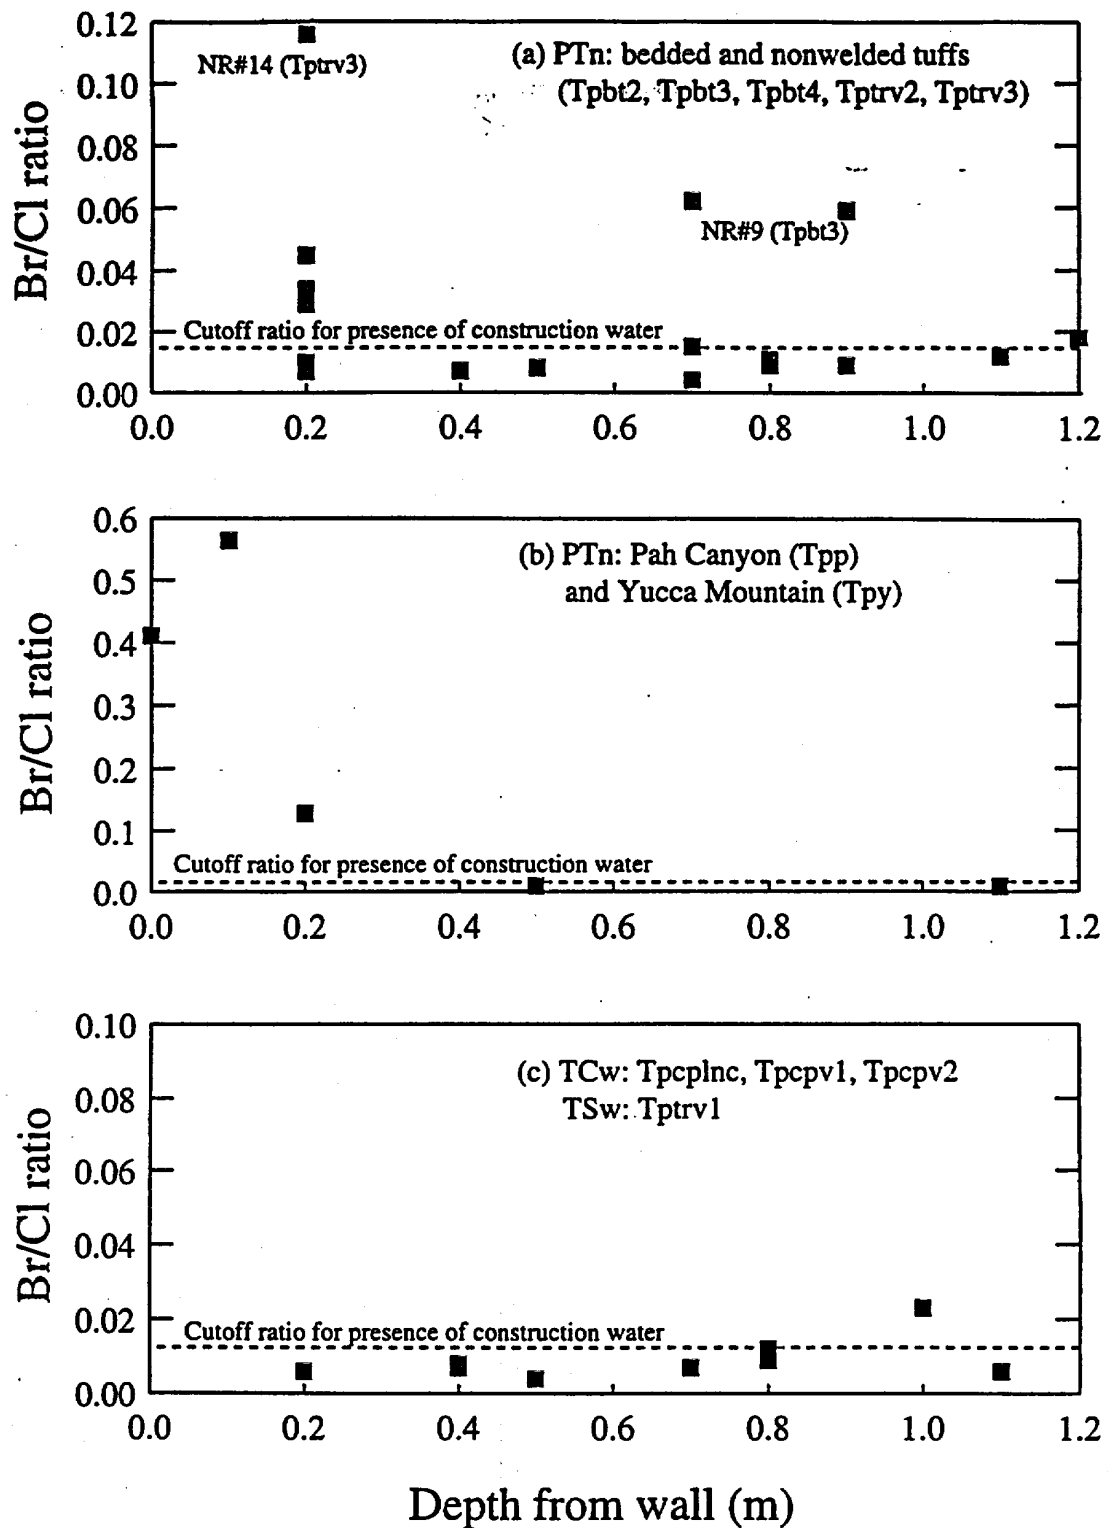 0.12
0.10
0.08
0.06
0.04
0.02
0.00
Br/Cl ratio
NR#14 (Tptrv3)
(a) PTn: bedded and nonwelded tuffs
(Tpbt2, Tpbt3, Tpbt4, Tptrv2, Tptrv3)
NR#9 (Tpbt3)
Cutoff ratio for presence of construction water
0.0 0.2 0.4 0.6 0.8 1.0 1.2
0.6
0.5
0.4
0.3
0.2
0.1
0.0
Br/Cl ratio
(b) PTn: Pah Canyon (Tpp)
and Yucca Mountain (Tpy)
Cutoff ratio for presence of construction water
0.0 0.2 0.4 0.6 0.8 1.0 1.2
0.10
0.08
0.06
0.04
0.02
0.00
Br/Cl ratio
(c) TCw: Tpcplnc, Tpcpv1, Tpcpv2
TSw: Tptrv1
Cutoff ratio for presence of construction water
0.0 0.2 0.4 0.6 0.8 1.0 1.2
Depth from wall (m)